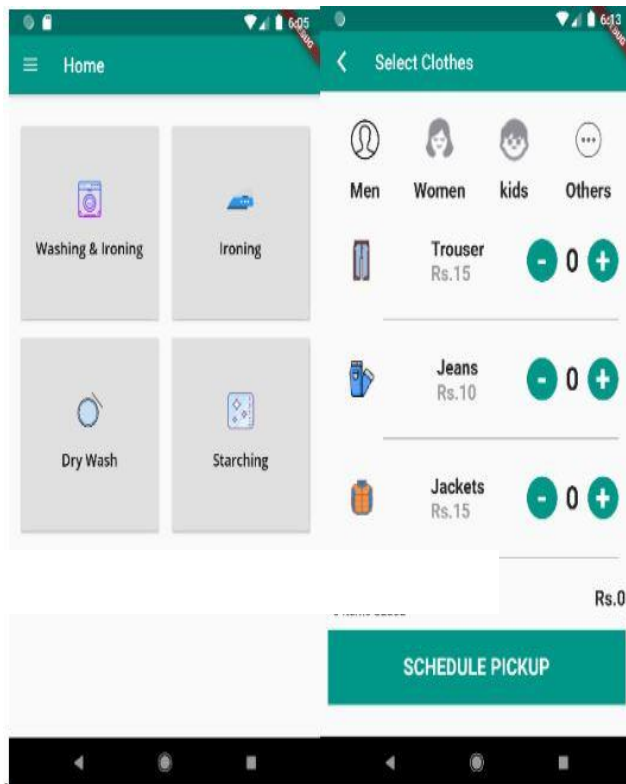 6:05
DEBUG
Home
Washing & Ironing
Ironing
Dry Wash
Starching
6:13
Select Clothes
Men
Women
kids
Others
Trouser
Rs.15
- 0 +
Jeans
Rs.10
- 0 +
Jackets
Rs.15
- 0 +
Rs.0
SCHEDULE PICKUP